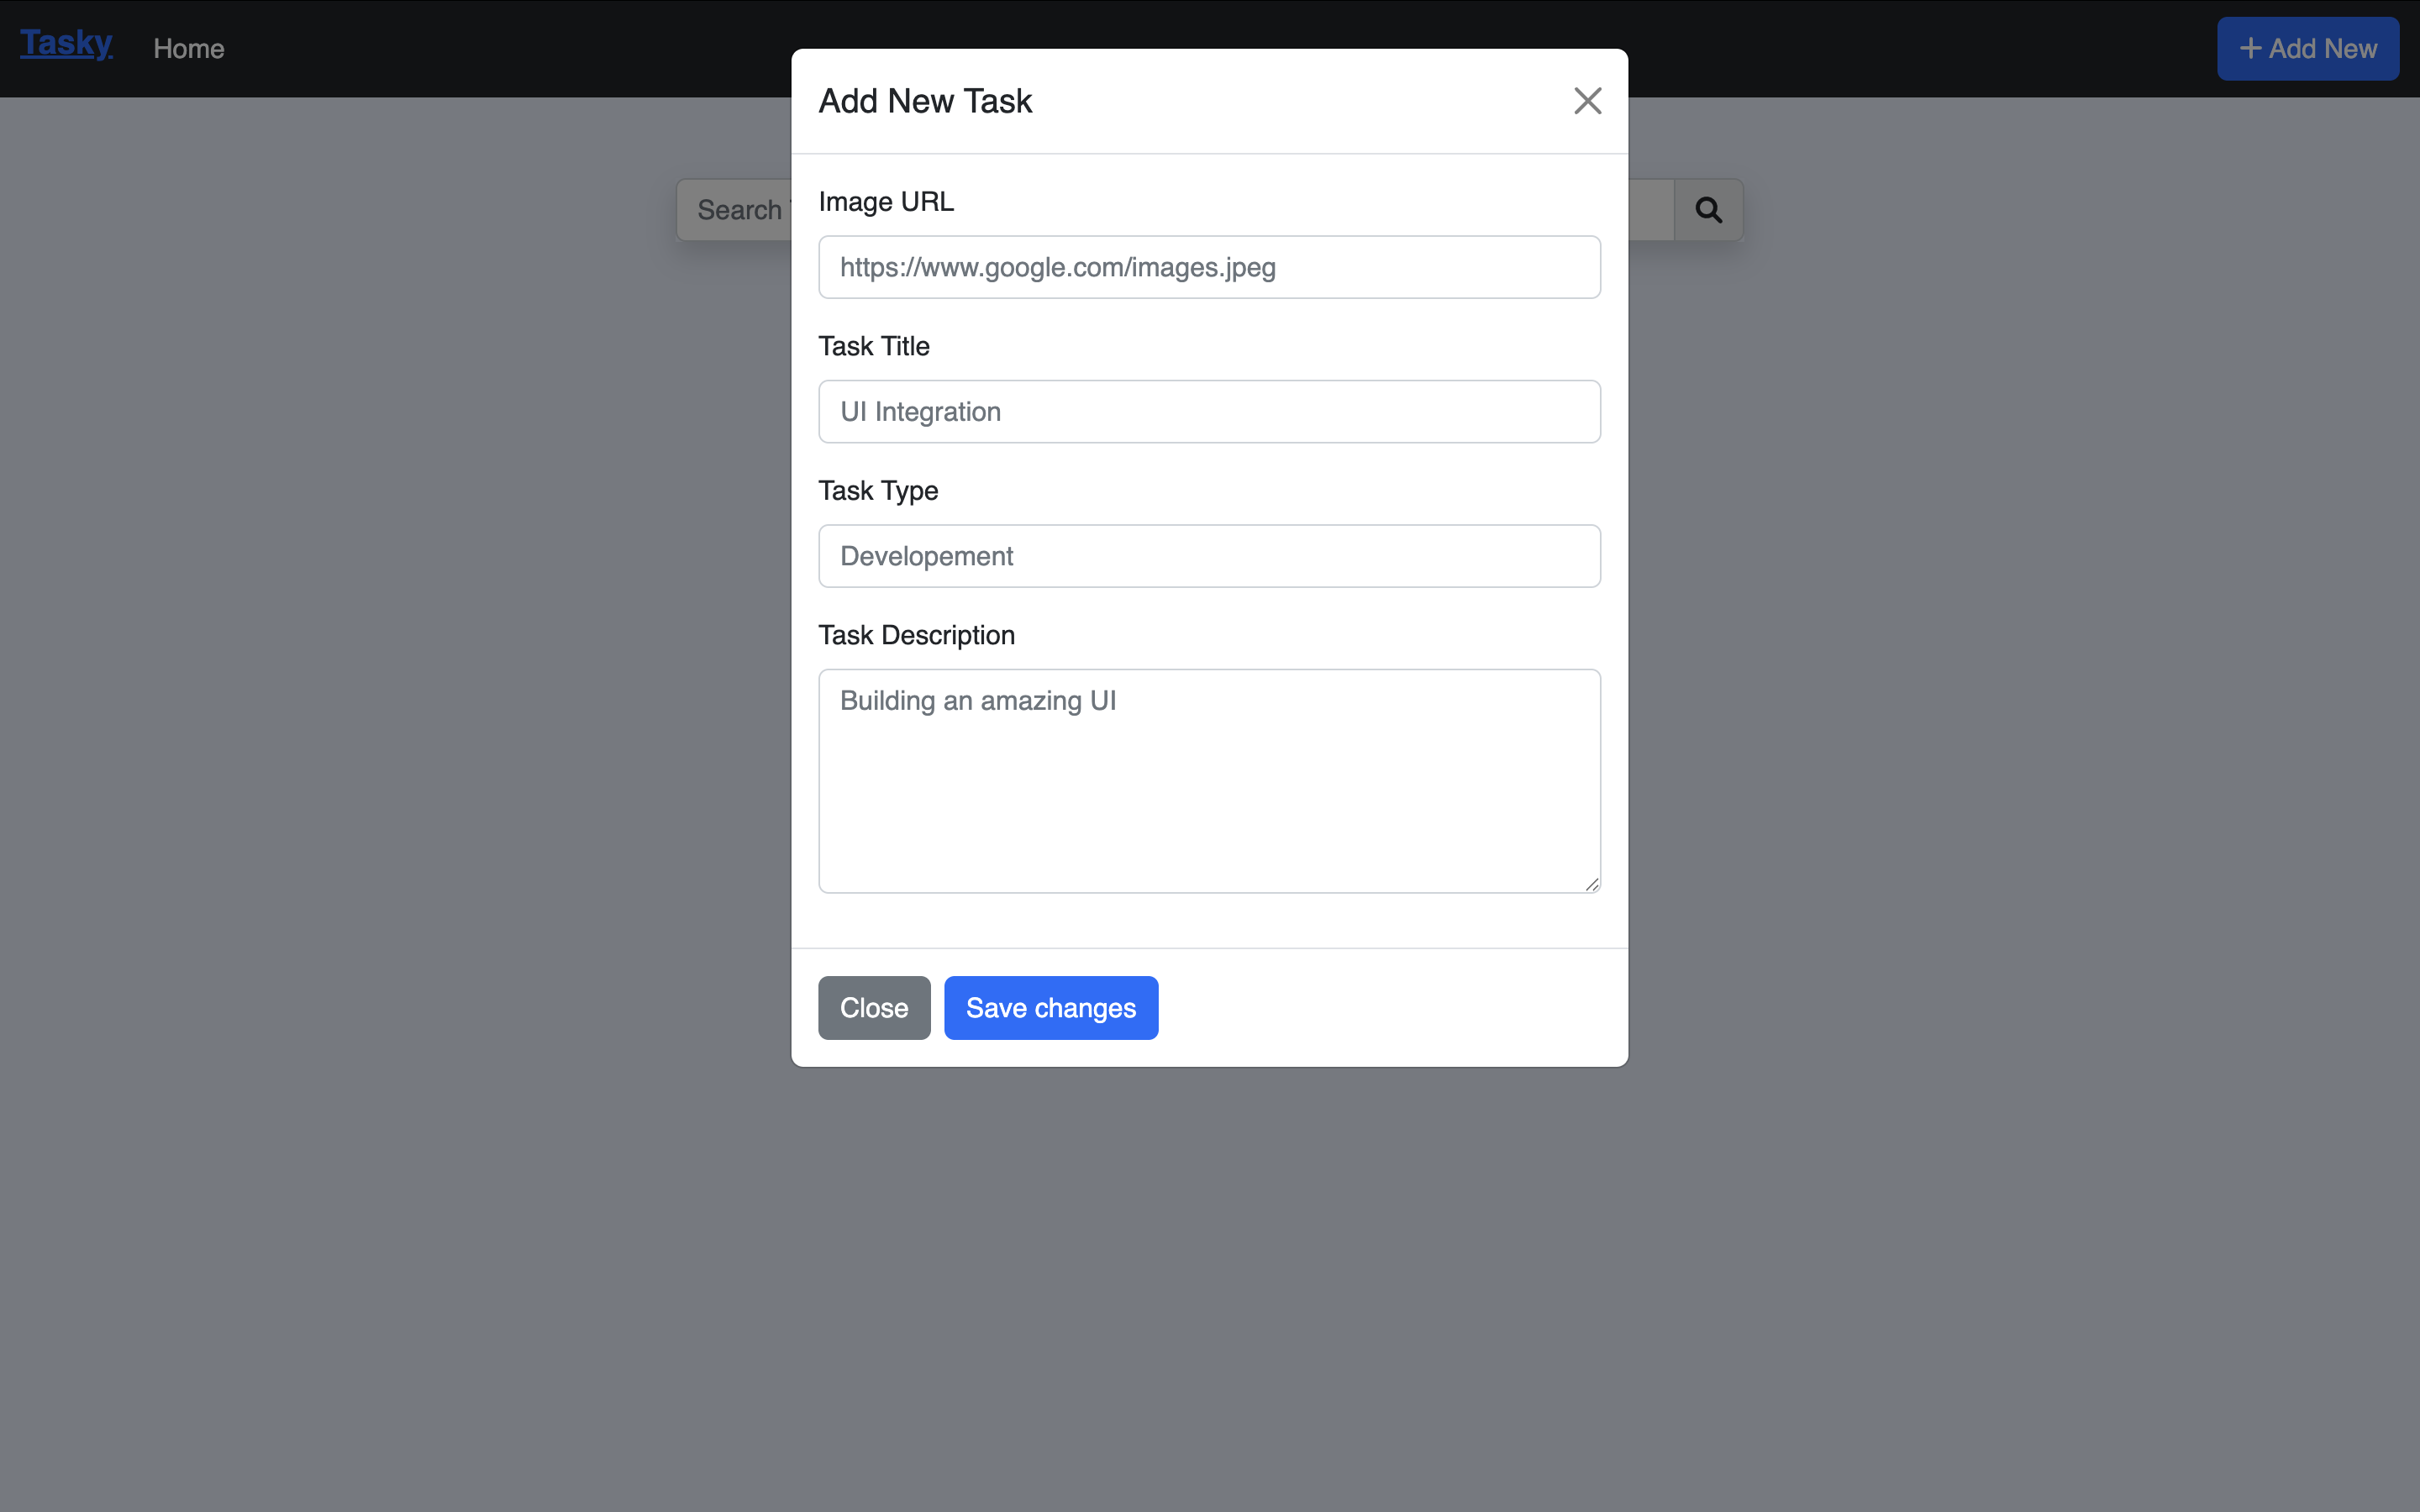 Tasky
Home
Add New
Search
Add New Task
Image URL
https://www.google.com/images.jpeg
Task Title
UI Integration
Task Type
Developement
Task Description
Building an amazing UI
Close
Save changes